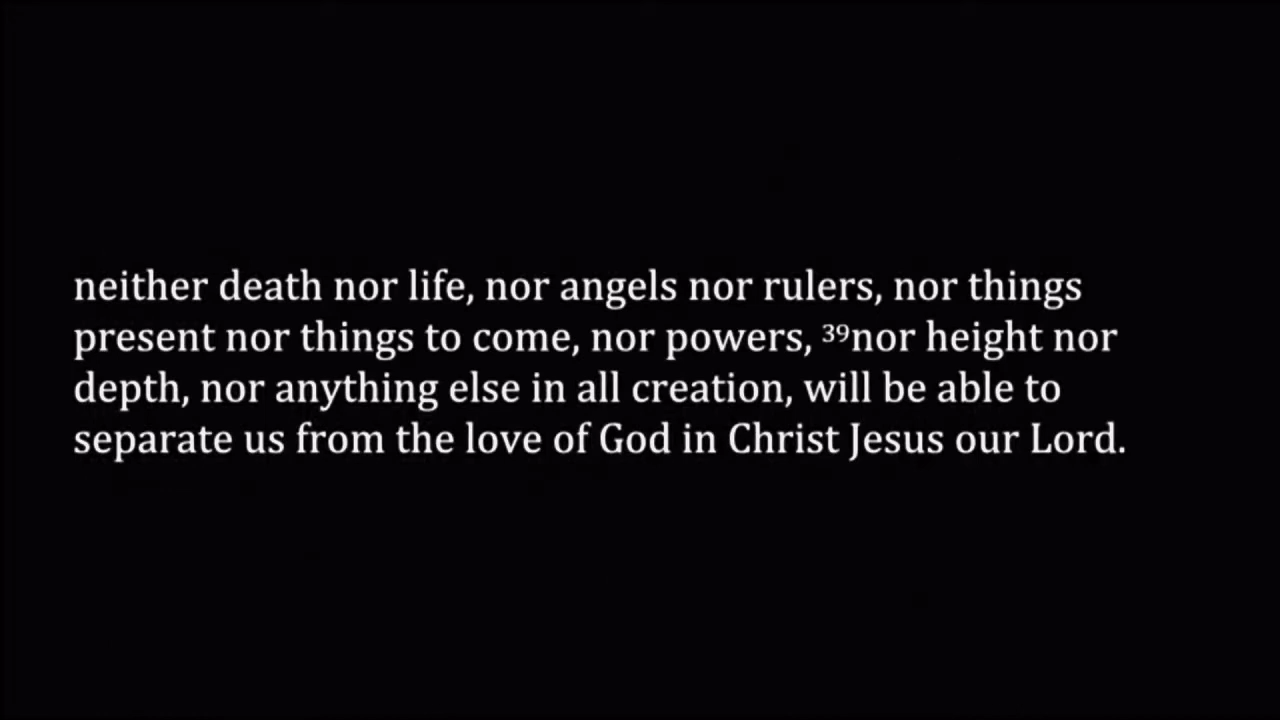 neither death nor life, nor angels nor rulers, nor things
present nor things to come, nor powers, ³⁹nor height nor
depth, nor anything else in all creation, will be able to
separate us from the love of God in Christ Jesus our Lord.